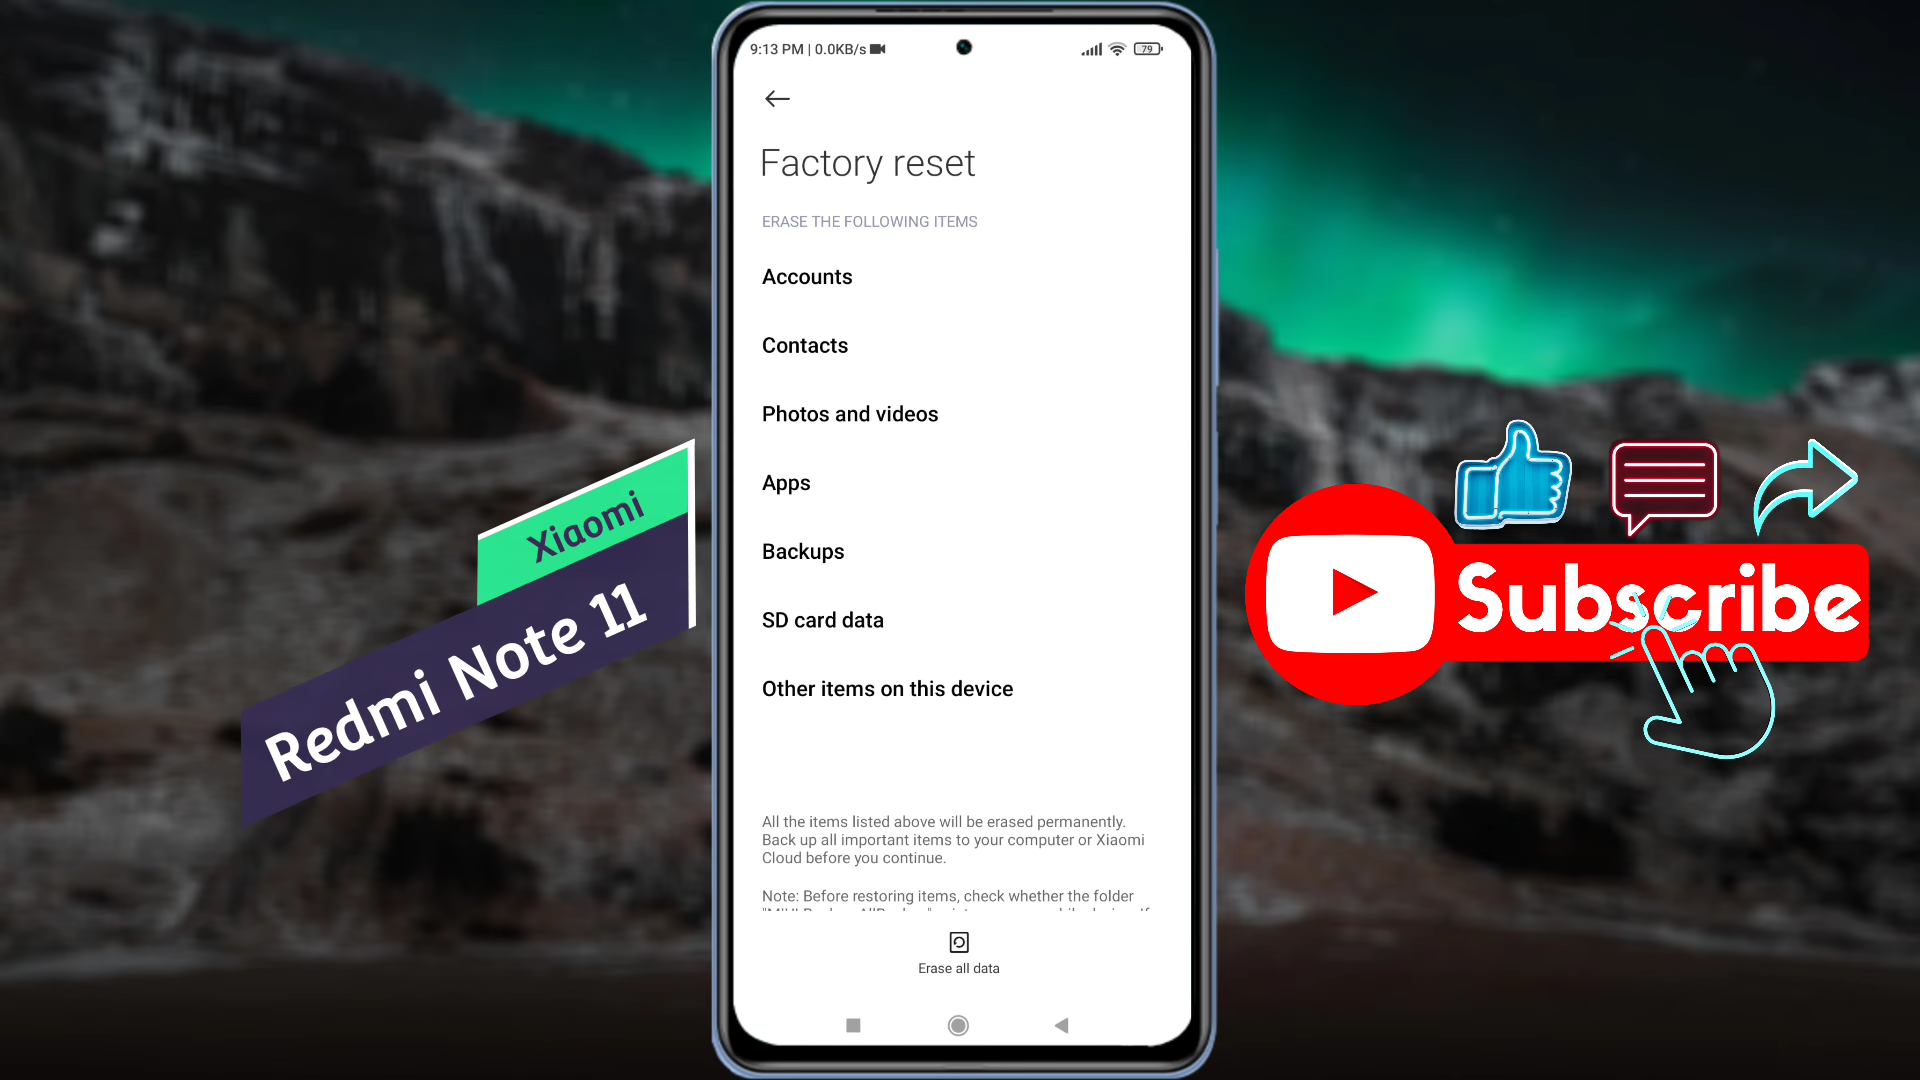 9:13 PM | 0.0KB/s
79
Factory reset
ERASE THE FOLLOWING ITEMS
Accounts
Contacts
Photos and videos
Apps
Backups
SD card data
Other items on this device
All the items listed above will be erased permanently.
Back up all important items to your computer or Xiaomi
Cloud before you continue.
Note: Before restoring items, check whether the folder
Erase all data
Xiaomi
Redmi Note 11
Subscribe